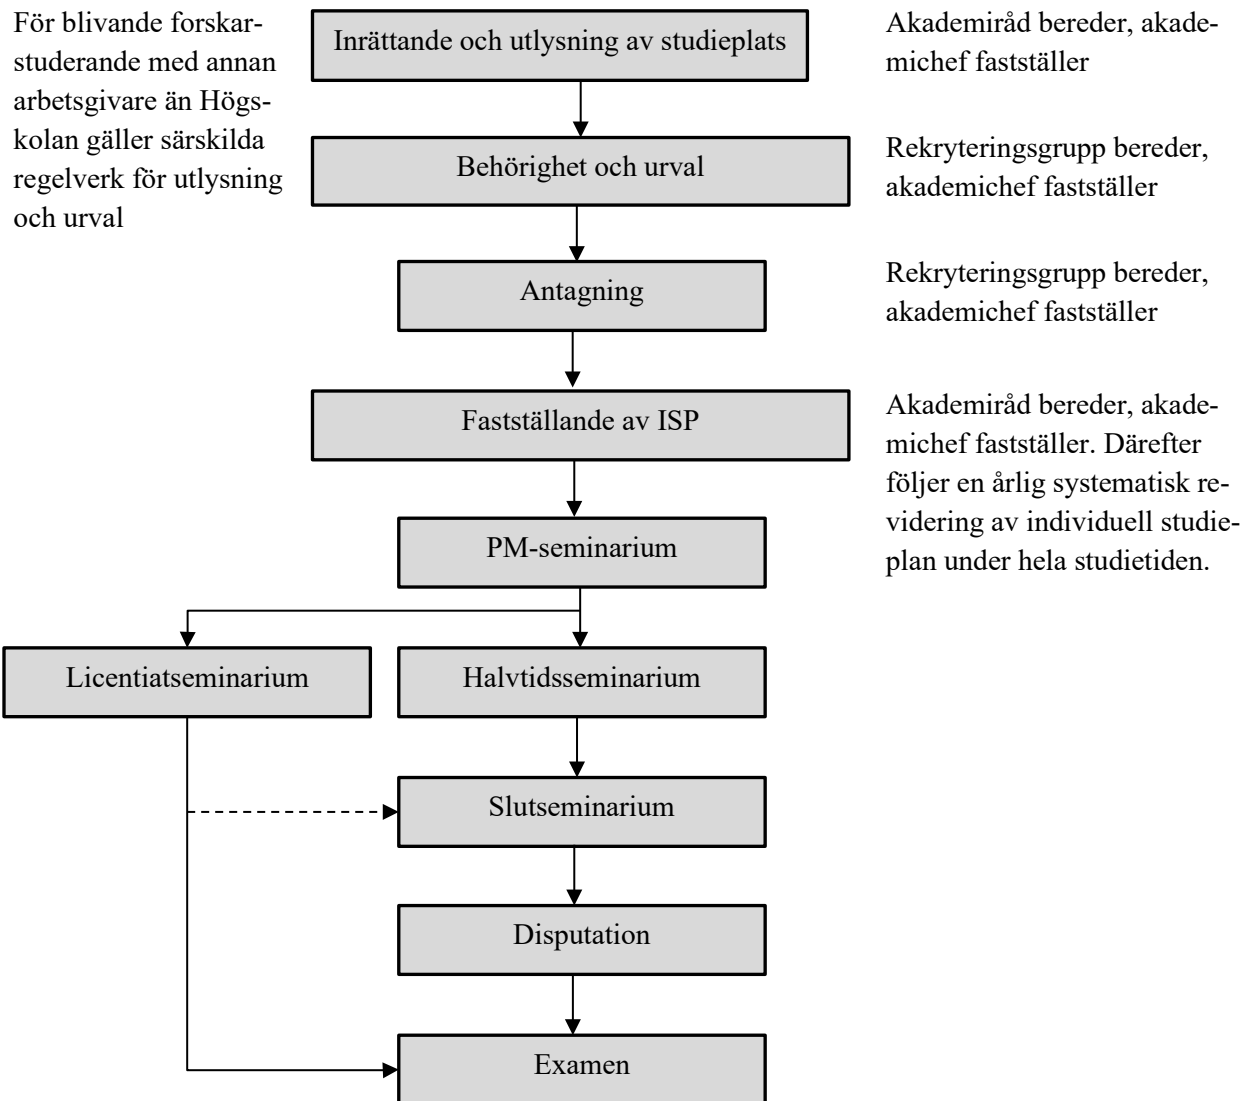 För blivande forskar-
studerande med annan
arbetsgivare än Högs-
kolan gäller särskilda
regelverk för utlysning
och urval
Inrättande och utlysning av studieplats
Akademiråd bereder, akade-
michef fastställer
Behörighet och urval
Rekryteringsgrupp bereder,
akademichef fastställer
Antagning
Rekryteringsgrupp bereder,
akademichef fastställer
Fastställande av ISP
Akademiråd bereder, akade-
michef fastställer. Därefter
följer en årlig systematisk re-
videring av individuell studie-
plan under hela studietiden.
PM-seminarium
Licentiatseminarium
Halvtidsseminarium
Slutseminarium
Disputation
Examen